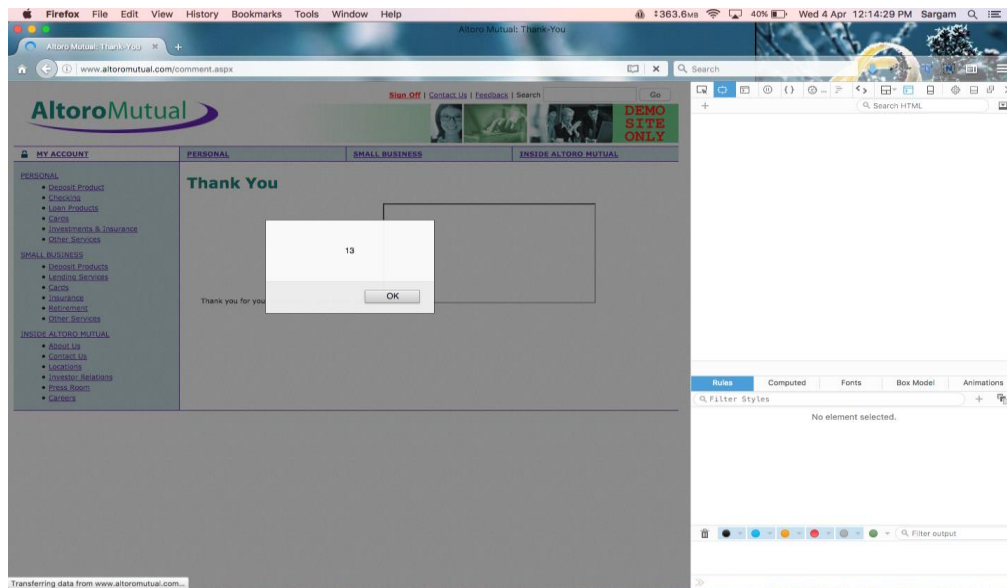 Firefox File Edit View History Bookmarks Tools Window Help 363.6MB 40% Wed 4 Apr 12:14:29 PM Sargam
Altoro Mutual: Thank-You
Altoro Mutual: Thank-You × +
www.altoromutual.com/comment.aspx
Search
Search HTML
Sign Off | Contact Us | Feedback | Search Go
AltoroMutual
DEMO
SITE
ONLY
MY ACCOUNT PERSONAL SMALL BUSINESS INSIDE ALTORO MUTUAL
PERSONAL
Deposit Product
Checking
Loan Products
Cards
Investments & Insurance
Other Services
SMALL BUSINESS
Deposit Products
Lending Services
Cards
Insurance
Retirement
Other Services
INSIDE ALTORO MUTUAL
About Us
Contact Us
Locations
Investor Relations
Press Room
Careers
Thank You
Thank you for you
13
OK
Rules Computed Fonts Box Model Animations
Filter Styles
No element selected.
Filter output
Transferring data from www.altoromutual.com...